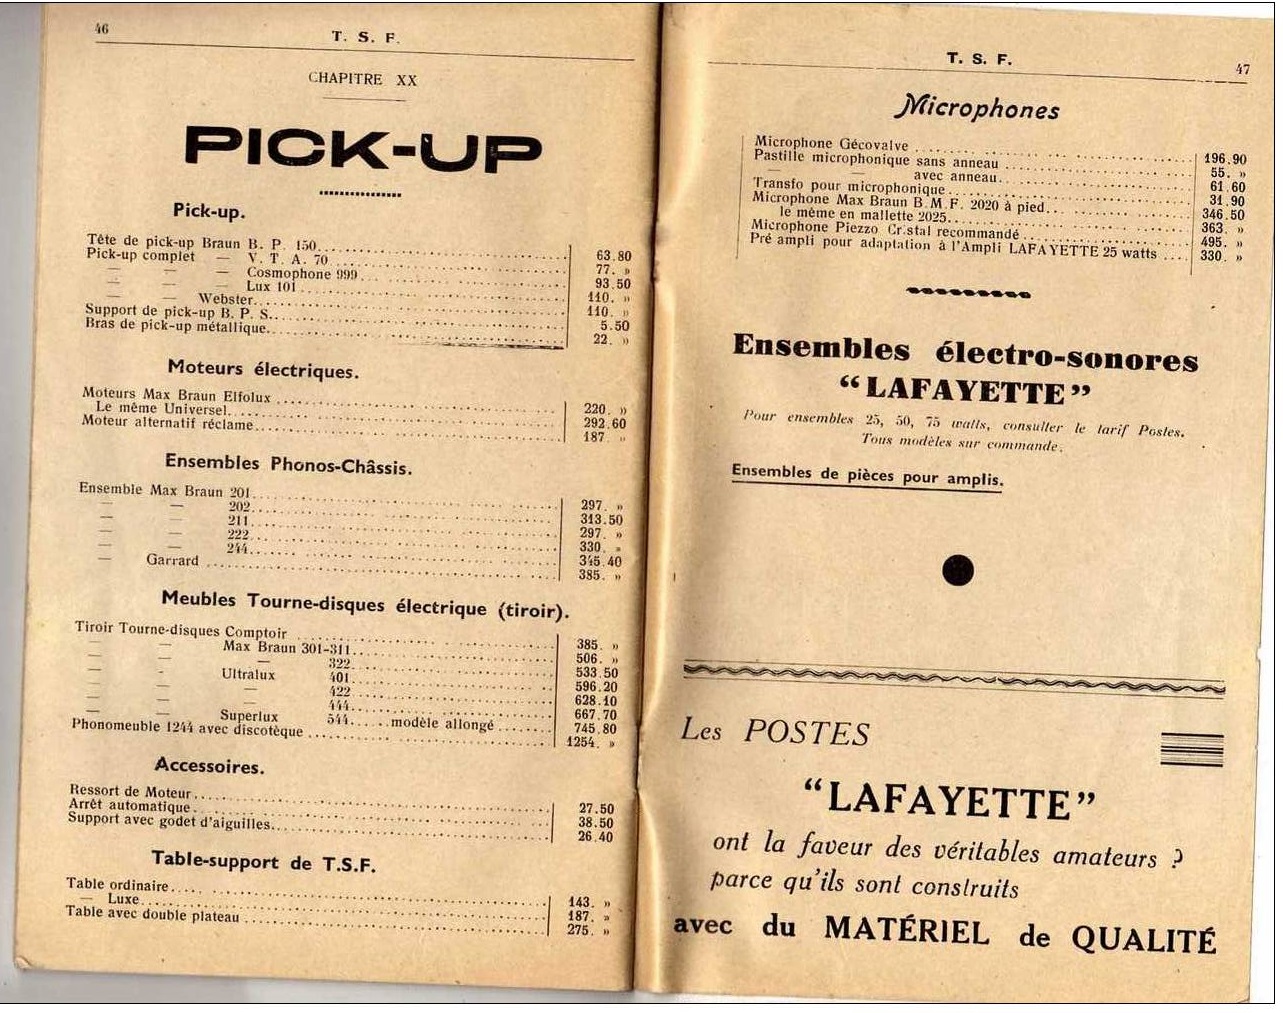 46
T. S. F.
CHAPITRE XX
PICK-UP
Pick-up.
Tête de pick-up Braun B. P. 150 63.80
Pick-up complet — V. T. A. 70 77. »
— — — Cosmophone 999 93.50
— — — Lux 101 110. »
— — Webster 110. »
Support de pick-up B. P. S. 5.50
Bras de pick-up métallique 22. »
Moteurs électriques.
Moteurs Max Braun Elfolux 220. »
Le même Universel 292.60
Moteur alternatif réclame 187 »
Ensembles Phonos-Châssis.
Ensemble Max Braun 201 297. »
— — 202 313.50
— — 211 297. »
— — 222 330. »
— — 244 345.40
— Garrard 385. »
Meubles Tourne-disques électrique (tiroir).
Tiroir Tourne-disques Comptoir 385. »
— — Max Braun 301-311 506. »
— — — 322 533.50
— - Ultralux 401 596.20
— — — 422 628.10
— — 444 667.70
— — Superlux 544 modèle allongé 745.80
Phonomeuble 1244 avec discotèque 1254. »
Accessoires.
Ressort de Moteur 27.50
Arrêt automatique 38.50
Support avec godet d'aiguilles 26.40
Table-support de T.S.F.
Table ordinaire 143. »
— Luxe 187. »
Table avec double plateau 275. »
T. S. F.
47
Microphones
Microphone Gécovalve 196.90
Pastille microphonique sans anneau 55. »
— — avec anneau 61.60
Transfo pour microphonique 31.90
Microphone Max Braun B.M.F. 2020 à pied 346.50
le même en mallette 2025 363. »
Microphone Piezzo Cristal recommandé 495. »
Pré ampli pour adaptation à l'Ampli LAFAYETTE 25 watts 330. »
Ensembles électro-sonores
"LAFAYETTE"
Pour ensembles 25, 50, 75 watts, consulter le tarif Postes.
Tous modèles sur commande.
Ensembles de pièces pour amplis.
Les POSTES
"LAFAYETTE"
ont la faveur des véritables amateurs ?
parce qu'ils sont construits
avec du MATÉRIEL de QUALITÉ